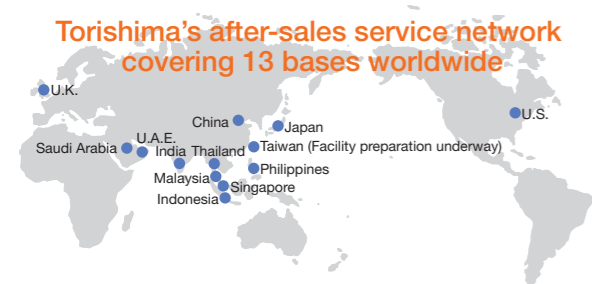 Torishima’s after-sales service network
covering 13 bases worldwide
U.K.
U.S.
China
Japan
U.A.E.
Saudi Arabia
India
Thailand
Taiwan (Facility preparation underway)
Malaysia
Philippines
Singapore
Indonesia